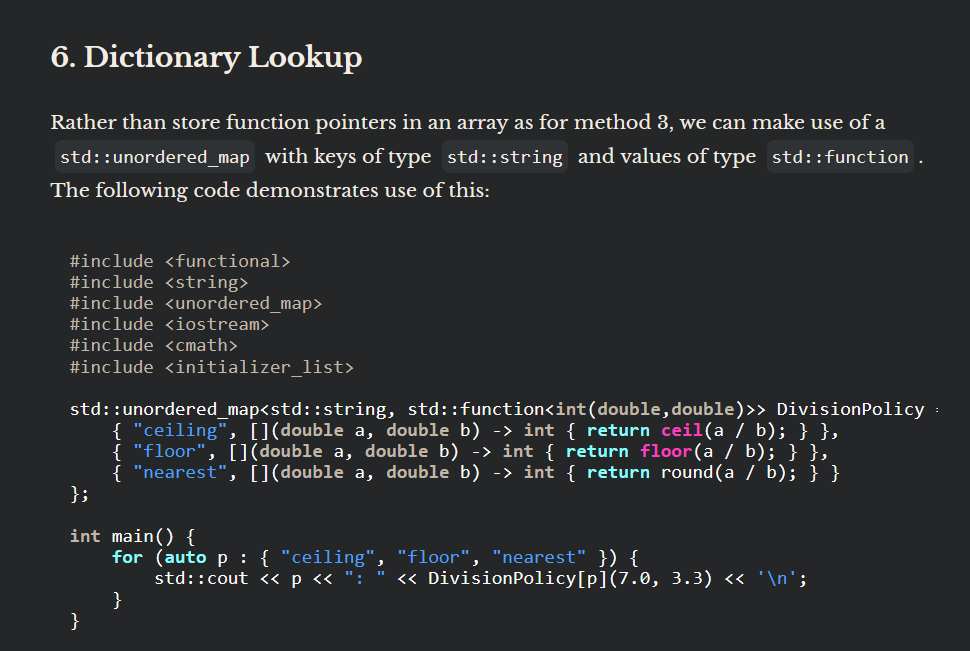 6. Dictionary Lookup
Rather than store function pointers in an array as for method 3, we can make use of a
std::unordered_map with keys of type std::string and values of type std::function.
The following code demonstrates use of this:
#include <functional>
#include <string>
#include <unordered_map>
#include <iostream>
#include <cmath>
#include <initializer_list>
std::unordered_map<std::string, std::function<int(double,double)>> DivisionPolicy
    { "ceiling", [](double a, double b) -> int { return ceil(a / b); } },
    { "floor", [](double a, double b) -> int { return floor(a / b); } },
    { "nearest", [](double a, double b) -> int { return round(a / b); } }
};
int main() {
    for (auto p : { "ceiling", "floor", "nearest" }) {
        std::cout << p << ": " << DivisionPolicy[p](7.0, 3.3) << '\n';
    }
}